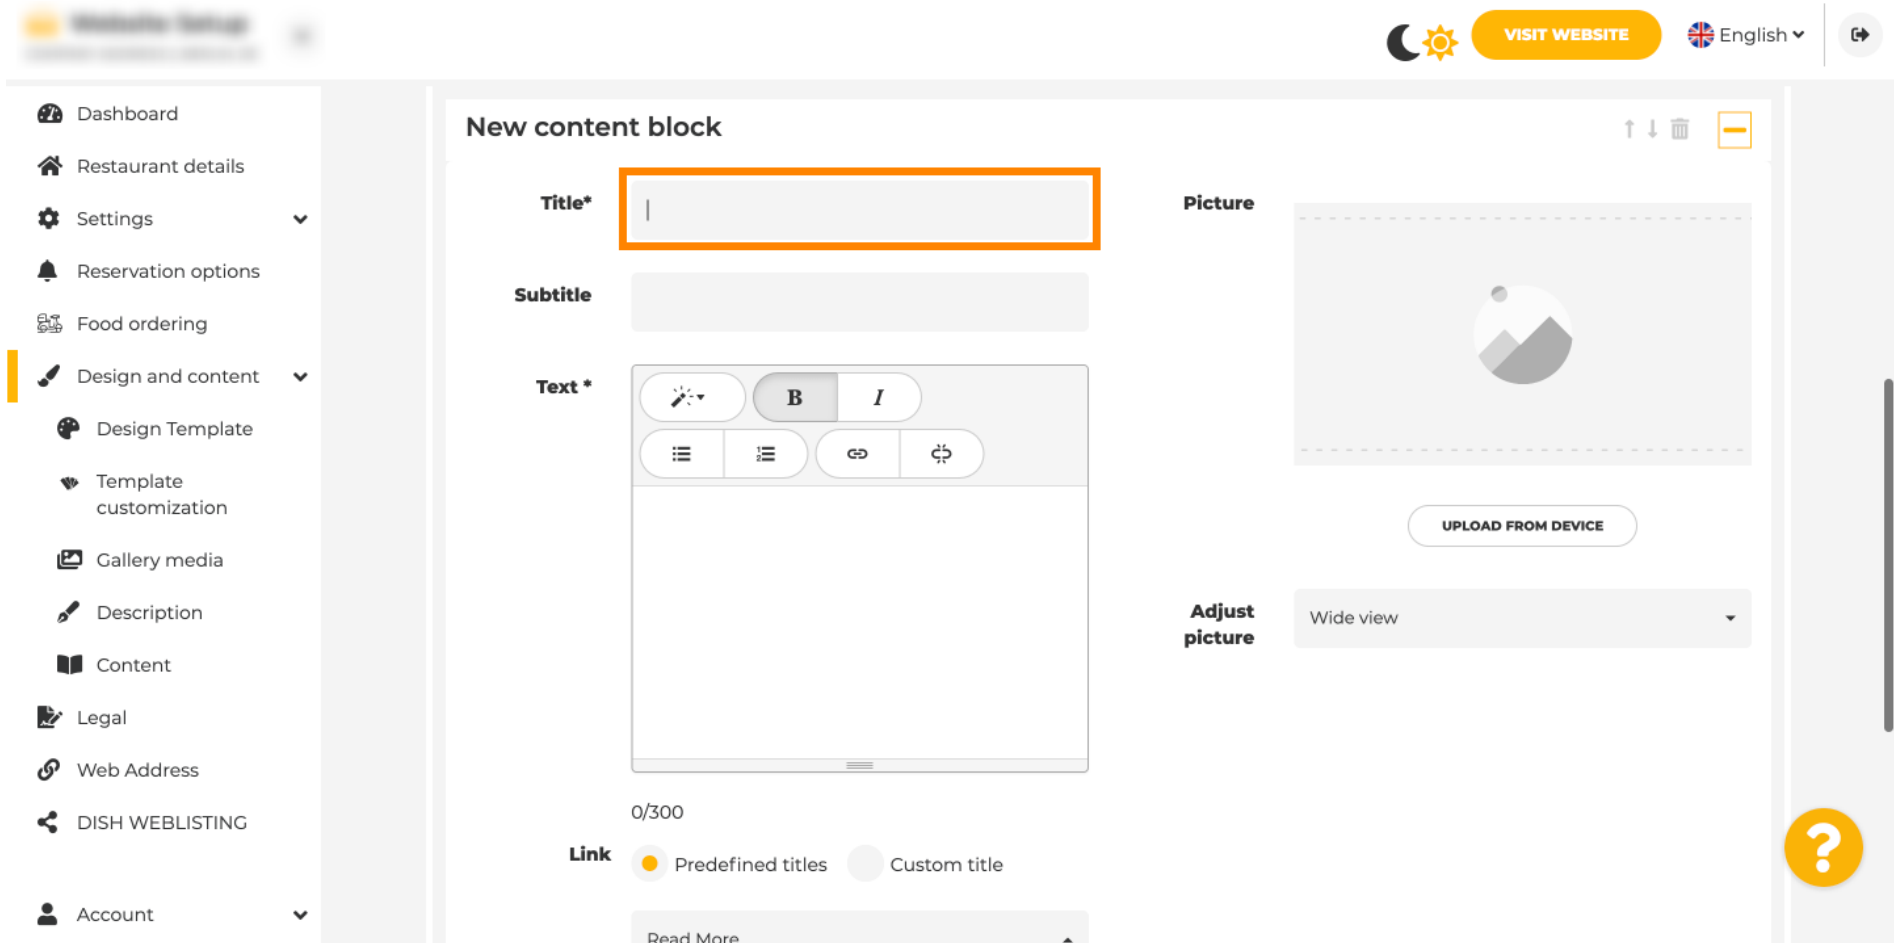 VISIT WEBSITE
English
Dashboard
Restaurant details
Settings
Reservation options
Food ordering
Design and content
Design Template
Template
customization
Gallery media
Description
Content
Legal
Web Address
DISH WEBLISTING
Account
New content block
Title*
Subtitle
Text *
B I
0/300
Link
Predefined titles
Custom title
Read More
Picture
UPLOAD FROM DEVICE
Adjust
picture
Wide view
?